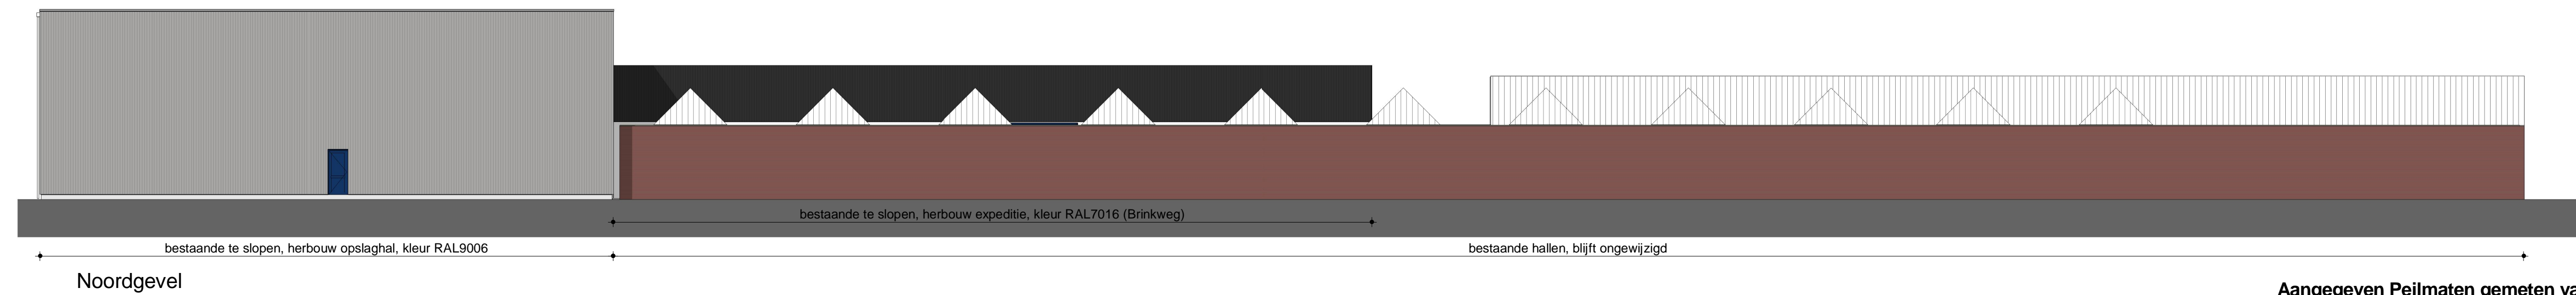 bestaande te slopen, herbouw expeditie, kleur RAL7016 (Brinkweg)
bestaande te slopen, herbouw opslaghal, kleur RAL9006
bestaande hallen, blijft ongewijzigd
Noordgevel
Aangegeven Peilmaten gemeten va